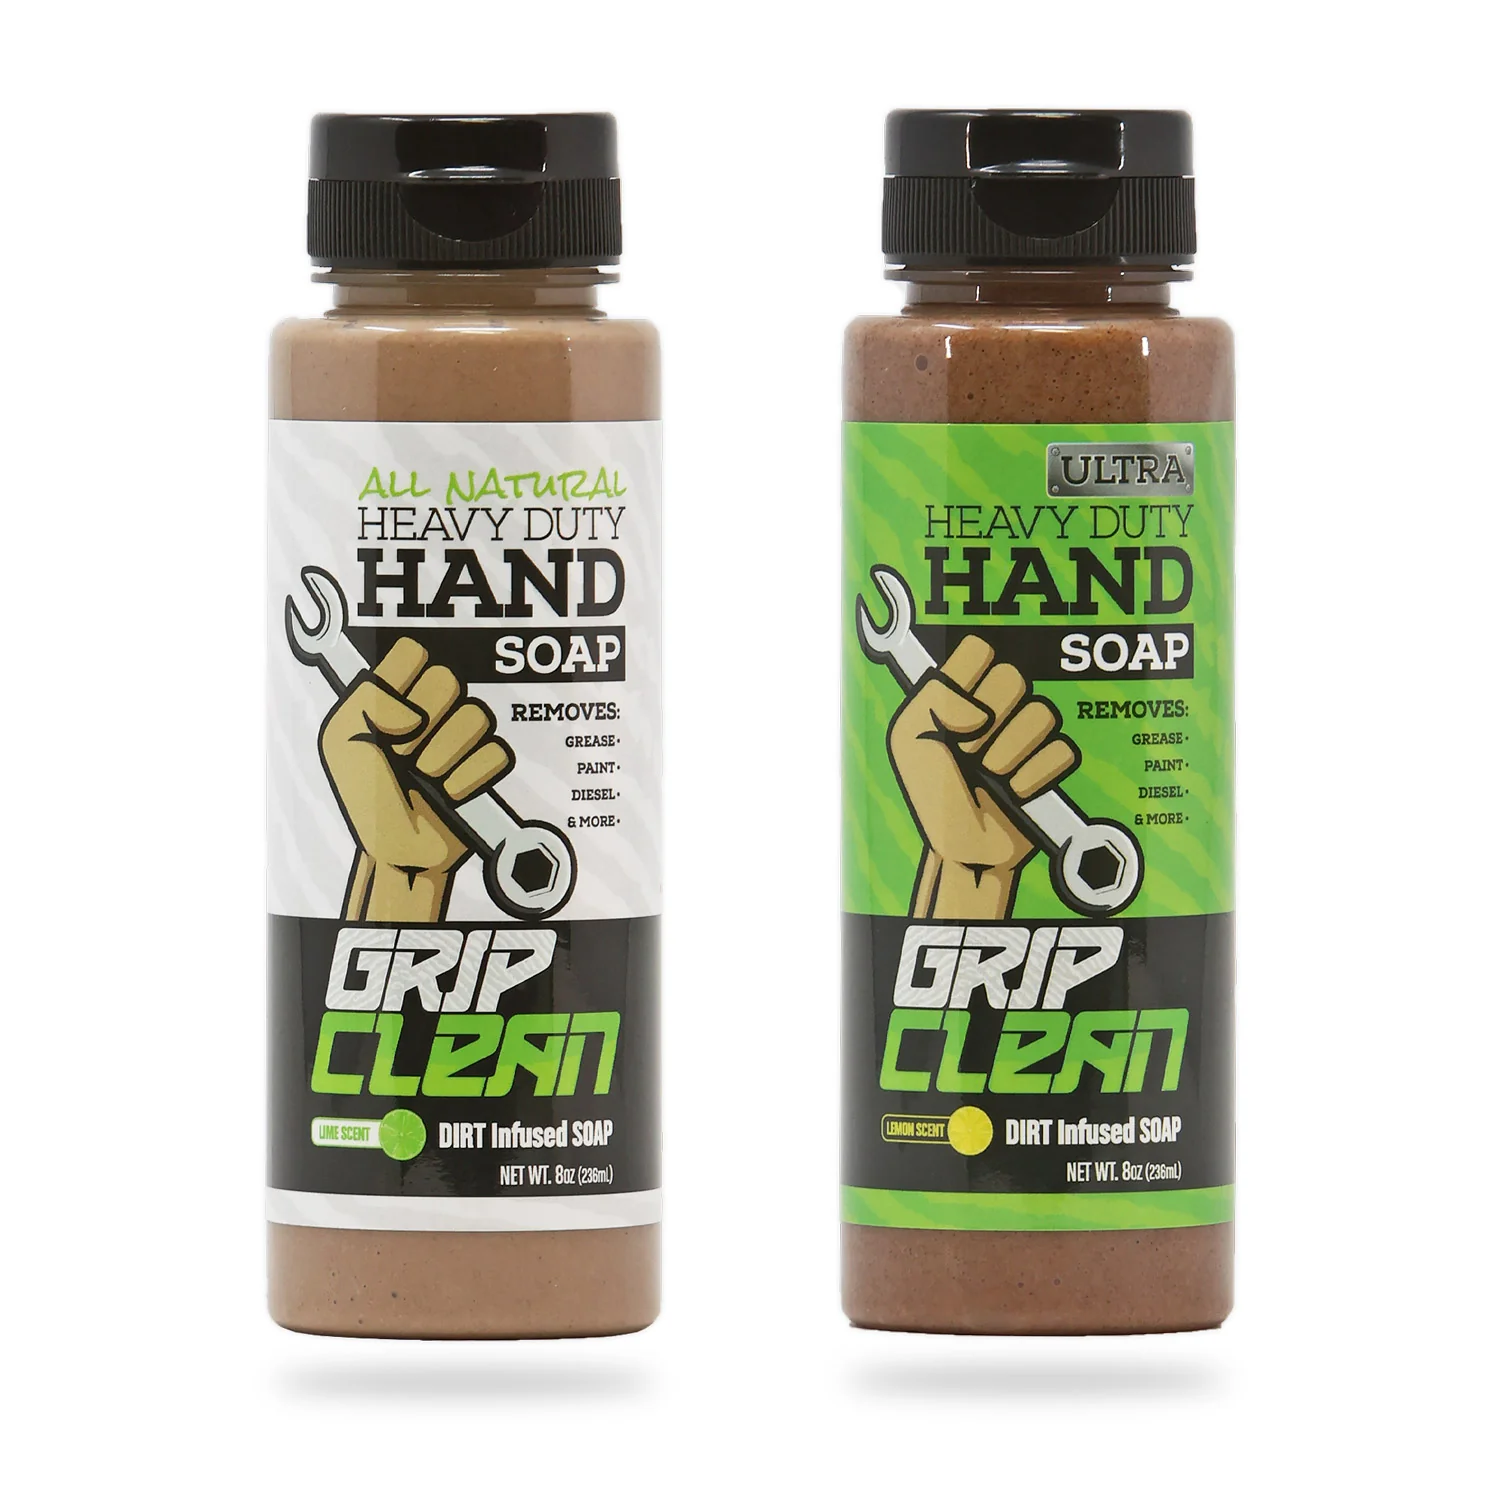 ALL NATURAL
HEAVY DUTY
HAND
SOAP
REMOVES:
GREASE•
PAINT•
DIESEL•
& MORE•
GRIP
CLEAN
LIME SCENT
DIRT Infused SOAP
NET WT. 8oz (236mL)
ULTRA
HEAVY DUTY
HAND
SOAP
REMOVES:
GREASE•
PAINT•
DIESEL•
& MORE•
GRIP
CLEAN
LEMON SCENT
DIRT Infused SOAP
NET WT. 8oz (236mL)